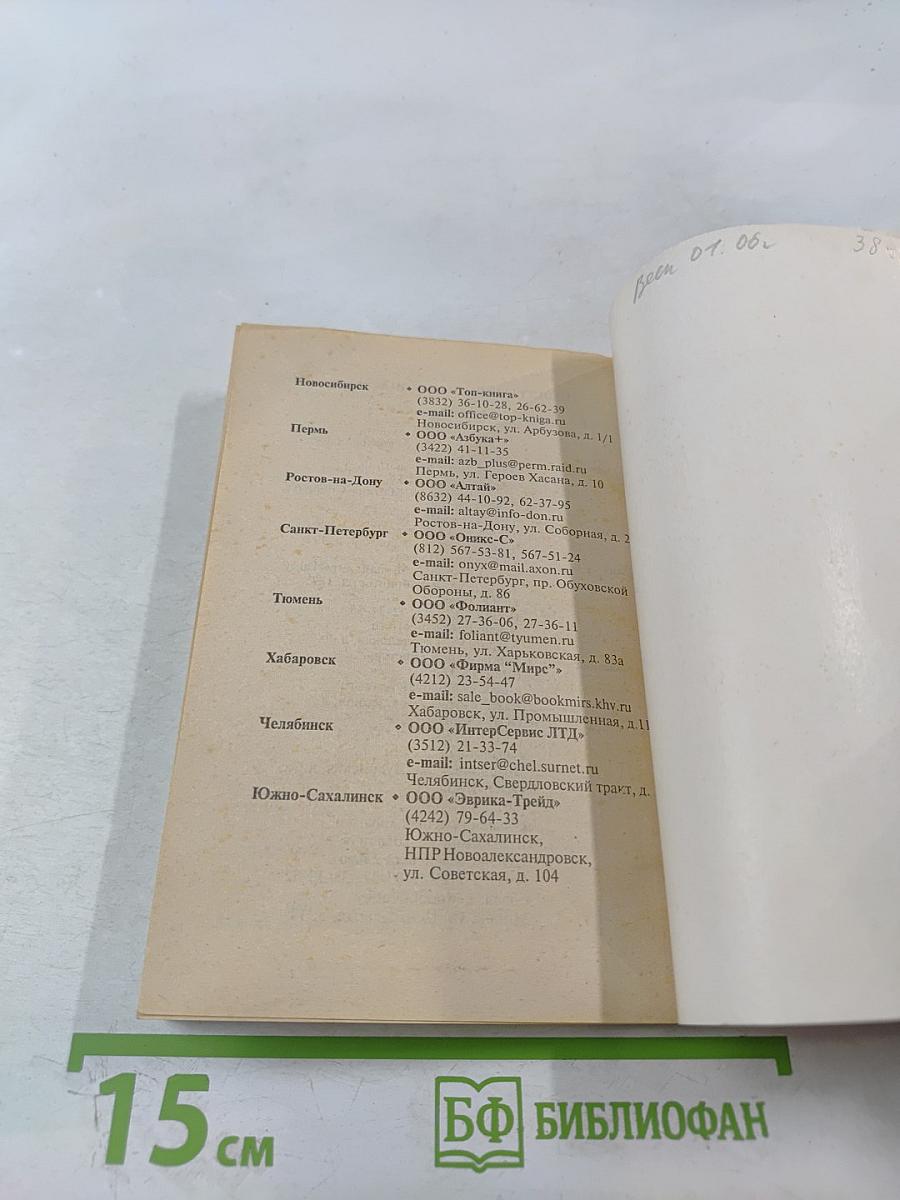 01.06г
38
Новосибирск • ООО «Топ-книга»
(3832) 36-10-28, 26-62-39
e-mail: office@top-kniga.ru
Новосибирск, ул. Арбузова, д. 1/1
Пермь • ООО «Азбука+»
(3422) 41-11-35
e-mail: azb_plus@perm.raid.ru
Пермь, ул. Героев Хасана, д. 10
Ростов-на-Дону • ООО «Алтай»
(8632) 44-10-92, 62-37-95
e-mail: altay@info-don.ru
Ростов-на-Дону, ул. Соборная, д. 2
Санкт-Петербург • ООО «Оникс-С»
(812) 567-53-81, 567-51-24
e-mail: onyx@mail.axon.ru
Санкт-Петербург, пр. Обуховской
Обороны, д. 86
Тюмень • ООО «Фолиант»
(3452) 27-36-06, 27-36-11
e-mail: foliant@tyumen.ru
Тюмень, ул. Харьковская, д. 83а
Хабаровск • ООО «Фирма “Мирс”»
(4212) 23-54-47
e-mail: sale_book@bookmirs.khv.ru
Хабаровск, ул. Промышленная, д.11
Челябинск • ООО «ИнтерСервис ЛТД»
(3512) 21-33-74
e-mail: intser@chel.surnet.ru
Челябинск, Свердловский тракт, д.
Южно-Сахалинск • ООО «Эврика-Трейд»
(4242) 79-64-33
Южно-Сахалинск,
НПР Новоалександровск,
ул. Советская, д. 104
15 см
БФ БИБЛИОФАН